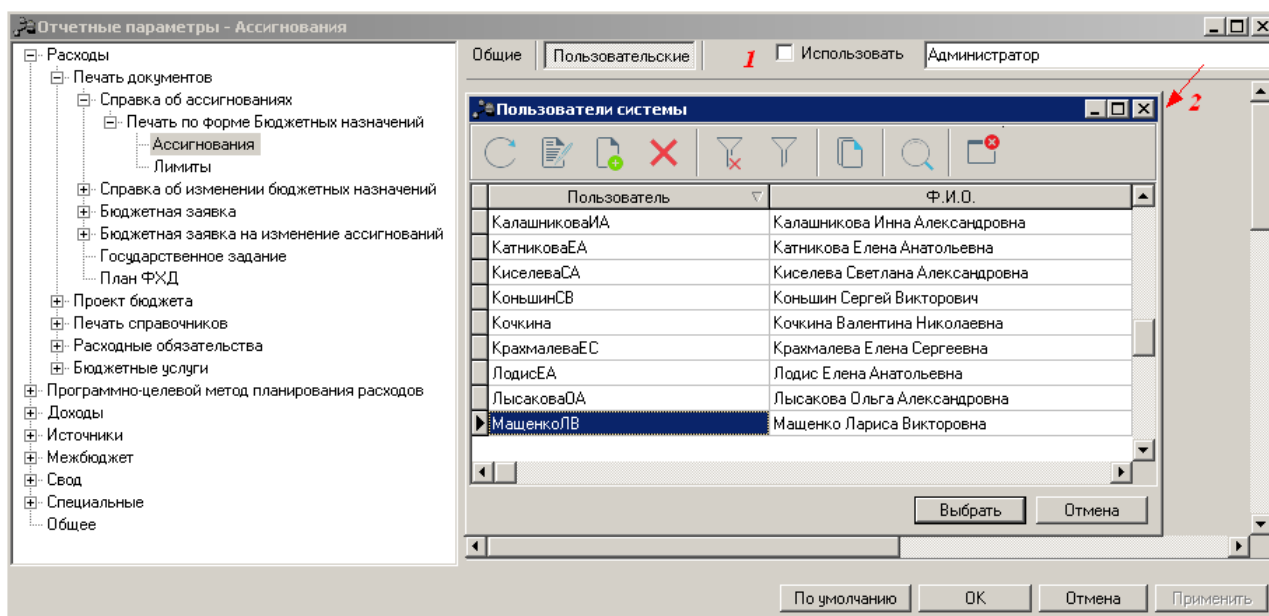 Отчетные параметры - Ассигнования
Расходы
Печать документов
Справка об ассигнованиях
Печать по форме Бюджетных назначений
Ассигнования
Лимиты
Справка об изменении бюджетных назначений
Бюджетная заявка
Бюджетная заявка на изменение ассигнований
Государственное задание
План ФХД
Проект бюджета
Печать справочников
Расходные обязательства
Бюджетные услуги
Программно-целевой метод планирования расходов
Доходы
Источники
Межбюджет
Свод
Специальные
Общее
Общие Пользовательские 1 Использовать Администратор
2
Пользователи системы
Пользователь Ф.И.О.
КалашниковаИА Калашникова Инна Александровна
КатниковаЕА Катникова Елена Анатольевна
КиселеваСА Киселева Светлана Александровна
КоньшинСВ Коньшин Сергей Викторович
Кочкина Кочкина Валентина Николаевна
КрахмалеваЕС Крахмалева Елена Сергеевна
ЛодисЕА Лодис Елена Анатольевна
ЛысаковаОА Лысакова Ольга Александровна
МащенкоЛВ Мащенко Лариса Викторовна
Выбрать Отмена
По умолчанию OK Отмена Применить